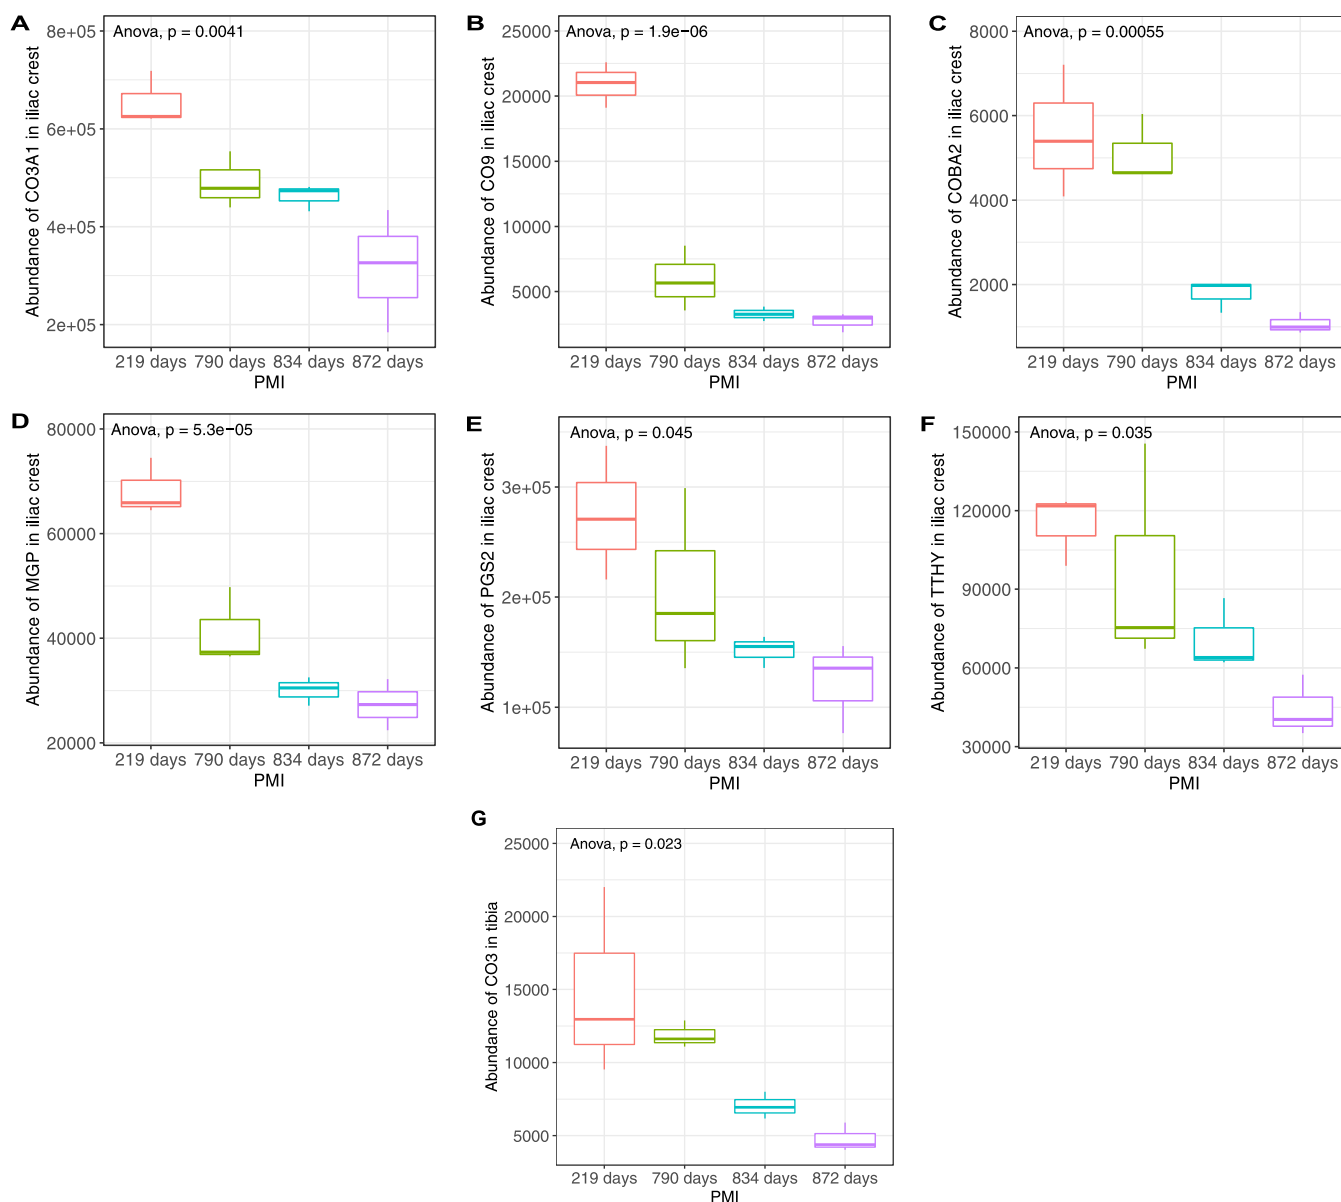 A
Anova, p = 0.0041
Abundance of CO3A1 in iliac crest
8e+05
6e+05
4e+05
2e+05
219 days 790 days 834 days 872 days
PMI
B
Anova, p = 1.9e−06
Abundance of CO9 in iliac crest
25000
20000
15000
10000
5000
219 days 790 days 834 days 872 days
PMI
C
Anova, p = 0.00055
Abundance of COBA2 in iliac crest
8000
6000
4000
2000
219 days 790 days 834 days 872 days
PMI
D
Anova, p = 5.3e−05
Abundance of MGP in iliac crest
80000
60000
40000
20000
219 days 790 days 834 days 872 days
PMI
E
Anova, p = 0.045
Abundance of PGS2 in iliac crest
3e+05
2e+05
1e+05
219 days 790 days 834 days 872 days
PMI
F
Anova, p = 0.035
Abundance of TTHY in iliac crest
150000
120000
90000
60000
30000
219 days 790 days 834 days 872 days
PMI
G
Anova, p = 0.023
Abundance of CO3 in tibia
25000
20000
15000
10000
5000
219 days 790 days 834 days 872 days
PMI